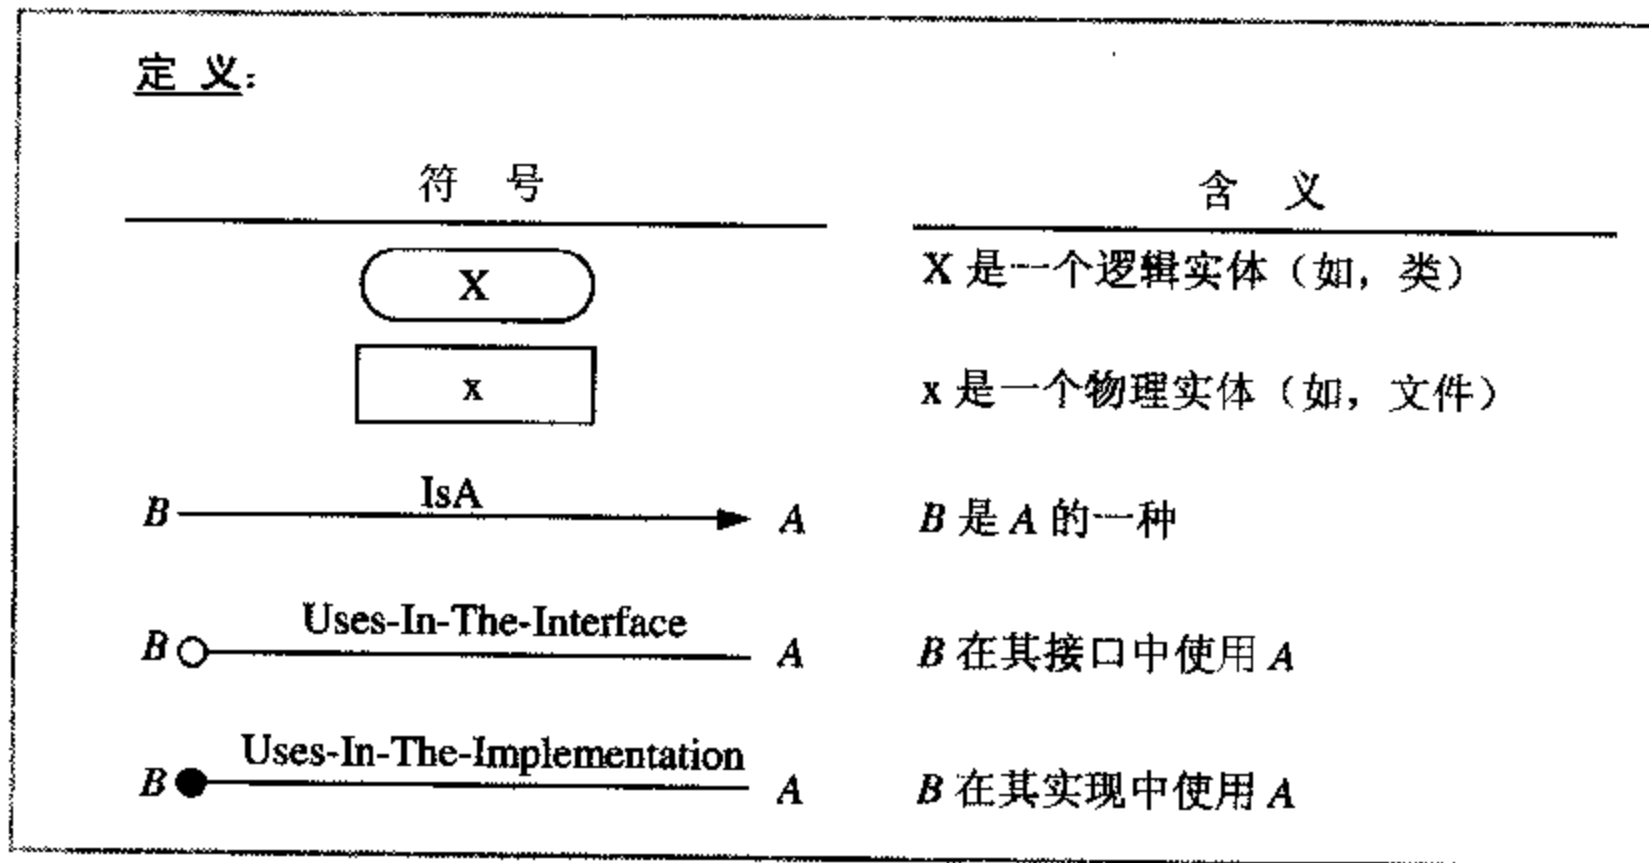 定 义:
符 号 含 义
X X 是一个逻辑实体（如，类）
x x 是一个物理实体（如，文件）
B IsA A B 是 A 的一种
B Uses-In-The-Interface A B 在其接口中使用 A
B Uses-In-The-Implementation A B 在其实现中使用 A